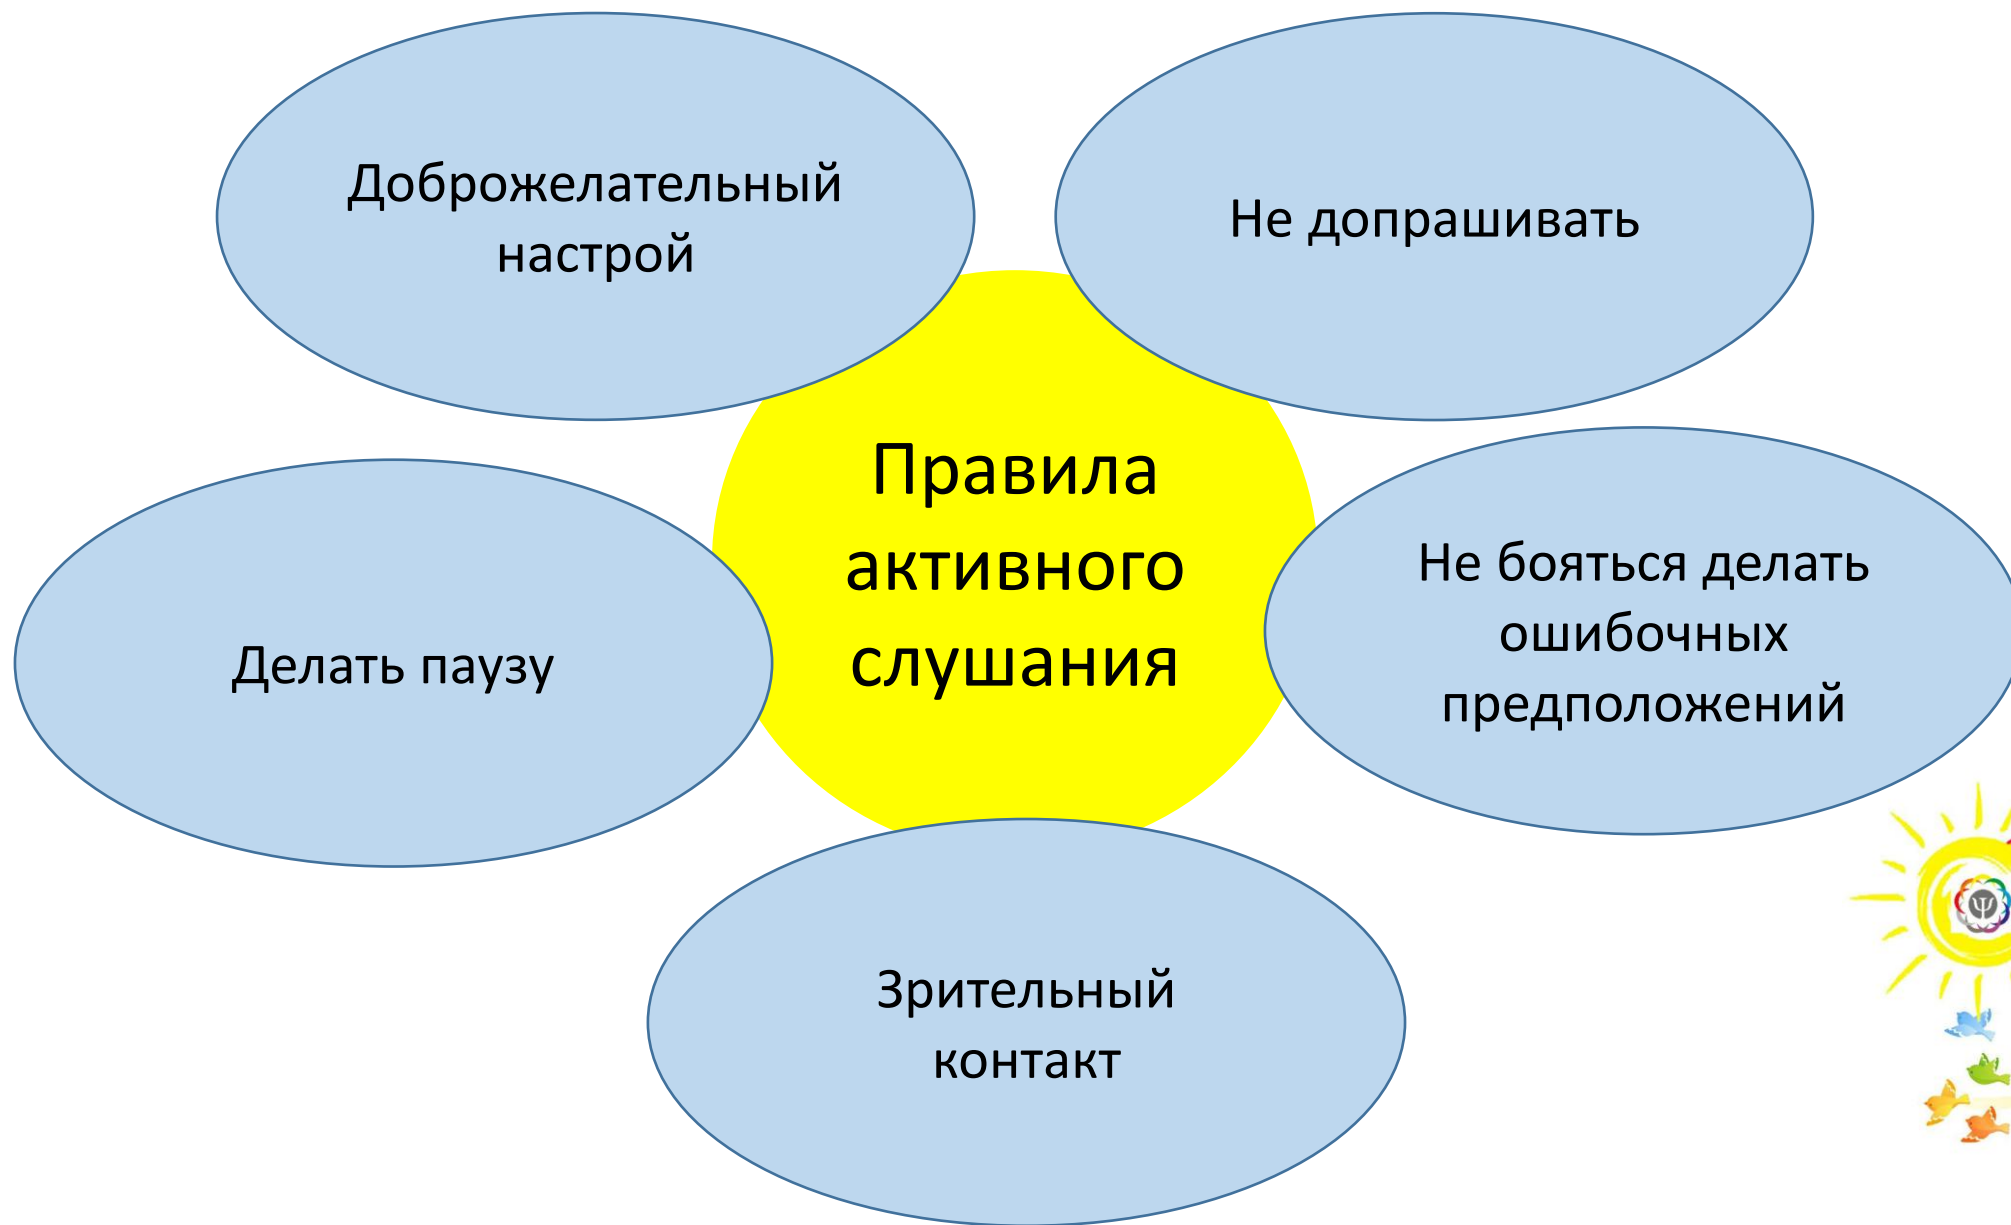 Доброжелательный
настрой
Не допрашивать
Правила
активного
слушания
Не бояться делать
ошибочных
предположений
Делать паузу
Зрительный
контакт
Ψ